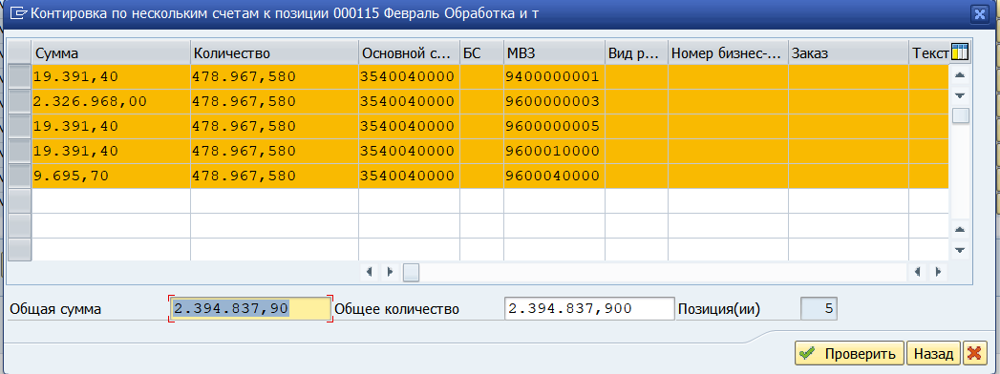 Контировка по нескольким счетам к позиции 000115 Февраль Обработка и т
Сумма Количество Основной с... БС МВЗ Вид р... Номер бизнес-... Заказ Текст
19.391,40 478.967,580 3540040000 9400000001
2.326.968,00 478.967,580 3540040000 9600000003
19.391,40 478.967,580 3540040000 9600000005
19.391,40 478.967,580 3540040000 9600010000
9.695,70 478.967,580 3540040000 9600040000
Общая сумма 2.394.837,90 Общее количество 2.394.837,900 Позиция(ии) 5
Проверить Назад